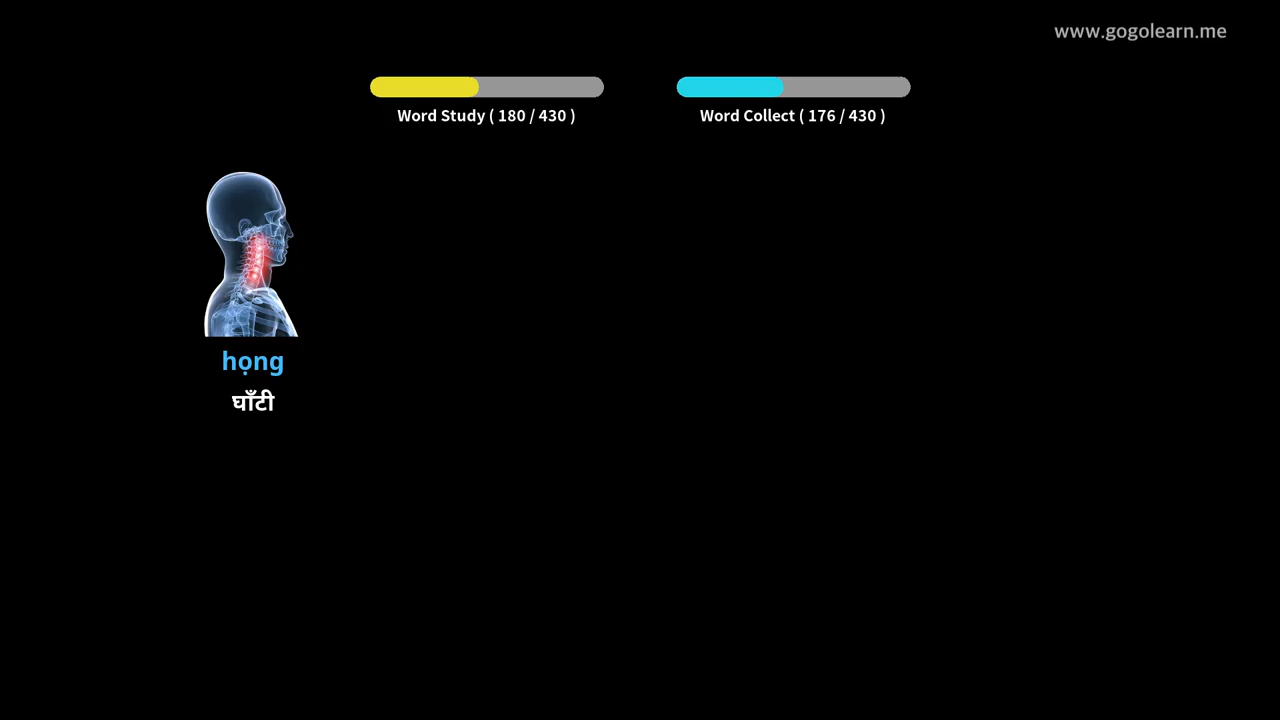 www.gogolearn.me
Word Study ( 180 / 430 )
Word Collect ( 176 / 430 )
họng
घाँटी